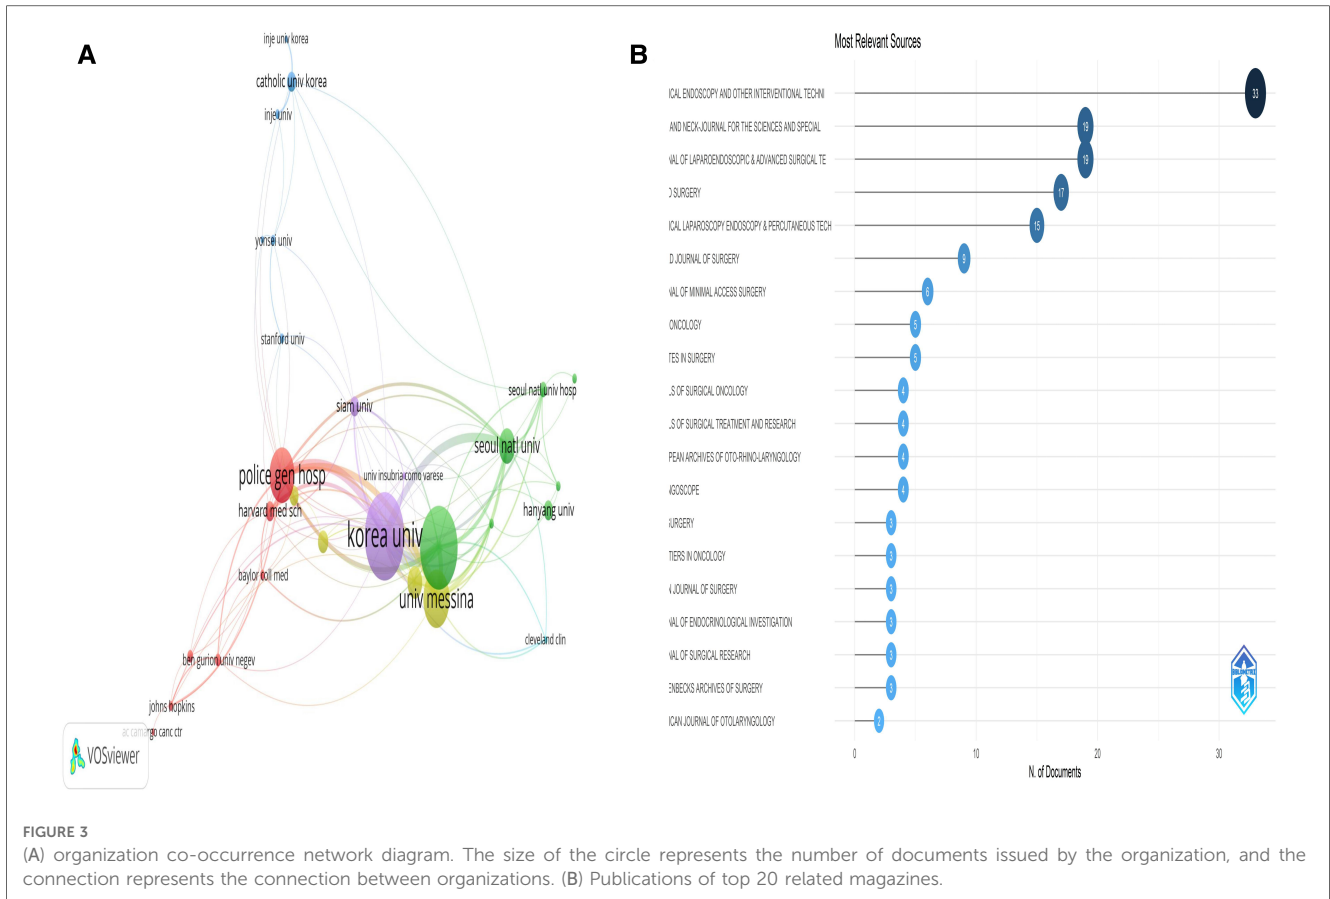 A
inje univ korea
catholic univ korea
inje univ
yonsei univ
stanford univ
siam univ
seoul natl univ hosp
seoul natl univ
police gen hosp
univ insubria como varese
harvard med sch
hanyang univ
korea univ
baylor coll med
univ messina
cleveland clin
ben gurion univ negev
johns hopkins
ac camargo canc ctr
VOSviewer
B
Most Relevant Sources
ICAL ENDOSCOPY AND OTHER INTERVENTIONAL TECHNI 33
AND NECK-JOURNAL FOR THE SCIENCES AND SPECIAL 19
NAL OF LAPAROENDOSCOPIC & ADVANCED SURGICAL TE 19
D SURGERY 17
ICAL LAPAROSCOPY ENDOSCOPY & PERCUTANEOUS TECH 15
D JOURNAL OF SURGERY 9
NAL OF MINIMAL ACCESS SURGERY 6
ONCOLOGY 5
TES IN SURGERY 5
LS OF SURGICAL ONCOLOGY 4
LS OF SURGICAL TREATMENT AND RESEARCH 4
PEAN ARCHIVES OF OTO-RHINO-LARYNGOLOGY 4
NGOSCOPE 4
SURGERY 3
TIERS IN ONCOLOGY 3
N JOURNAL OF SURGERY 3
NAL OF ENDOCRINOLOGICAL INVESTIGATION 3
NAL OF SURGICAL RESEARCH 3
ENBECKS ARCHIVES OF SURGERY 3
ICAN JOURNAL OF OTOLARYNGOLOGY 2
0 10 20 30
N. of Documents
FIGURE 3
(A) organization co-occurrence network diagram. The size of the circle represents the number of documents issued by the organization, and the
connection represents the connection between organizations. (B) Publications of top 20 related magazines.